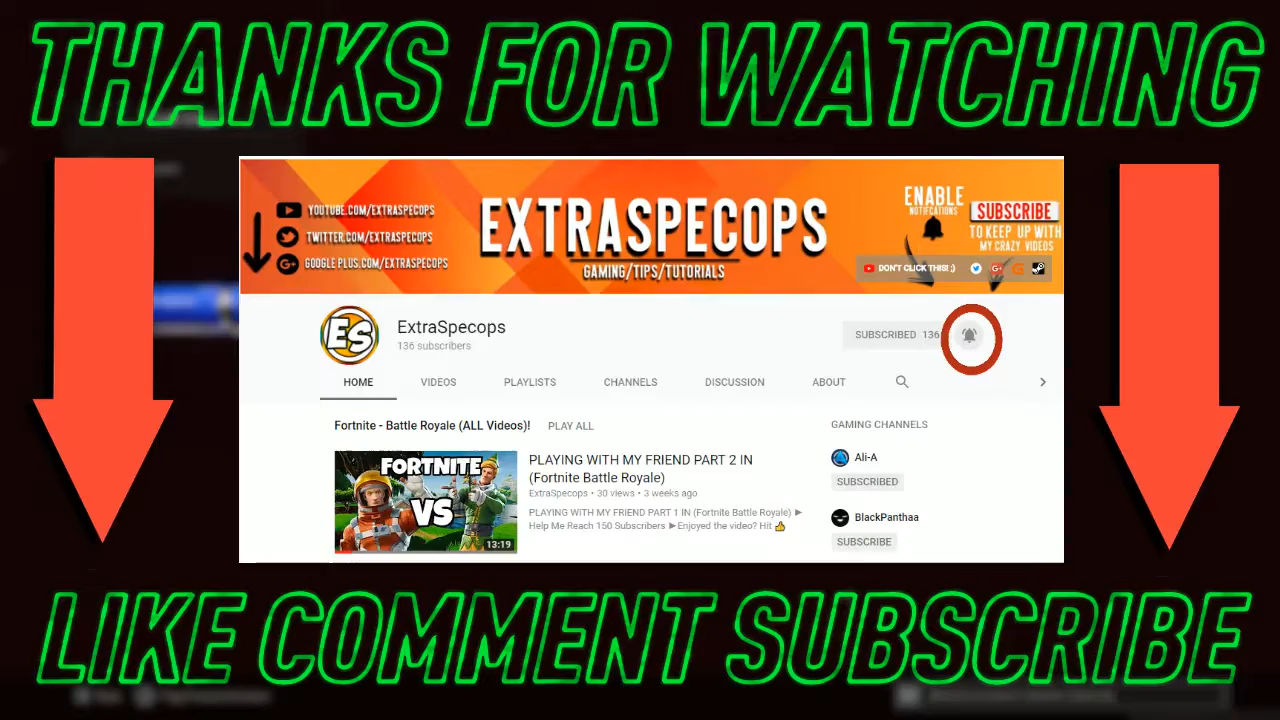 THANKS FOR WATCHING
YOUTUBE.COM/EXTRASPECOPS
TWITTER.COM/EXTRASPECOPS
GOOGLE PLUS.COM/EXTRASPECOPS
EXTRASPECOPS
GAMING/TIPS/TUTORIALS
ENABLE
NOTIFICATIONS
SUBSCRIBE
TO KEEP UP WITH
MY CRAZY VIDEOS
DON'T CLICK THIS! ;)
ES
ExtraSpecops
136 subscribers
SUBSCRIBED 136
HOME VIDEOS PLAYLISTS CHANNELS DISCUSSION ABOUT
Fortnite - Battle Royale (ALL Videos)! PLAY ALL
FORTNITE
VS
13:19
PLAYING WITH MY FRIEND PART 2 IN
(Fortnite Battle Royale)
ExtraSpecops • 30 views • 3 weeks ago
PLAYING WITH MY FRIEND PART 1 IN (Fortnite Battle Royale) ►
Help Me Reach 150 Subscribers ►Enjoyed the video? Hit 👍
GAMING CHANNELS
Ali-A
SUBSCRIBED
BlackPanthaa
SUBSCRIBE
LIKE COMMENT SUBSCRIBE